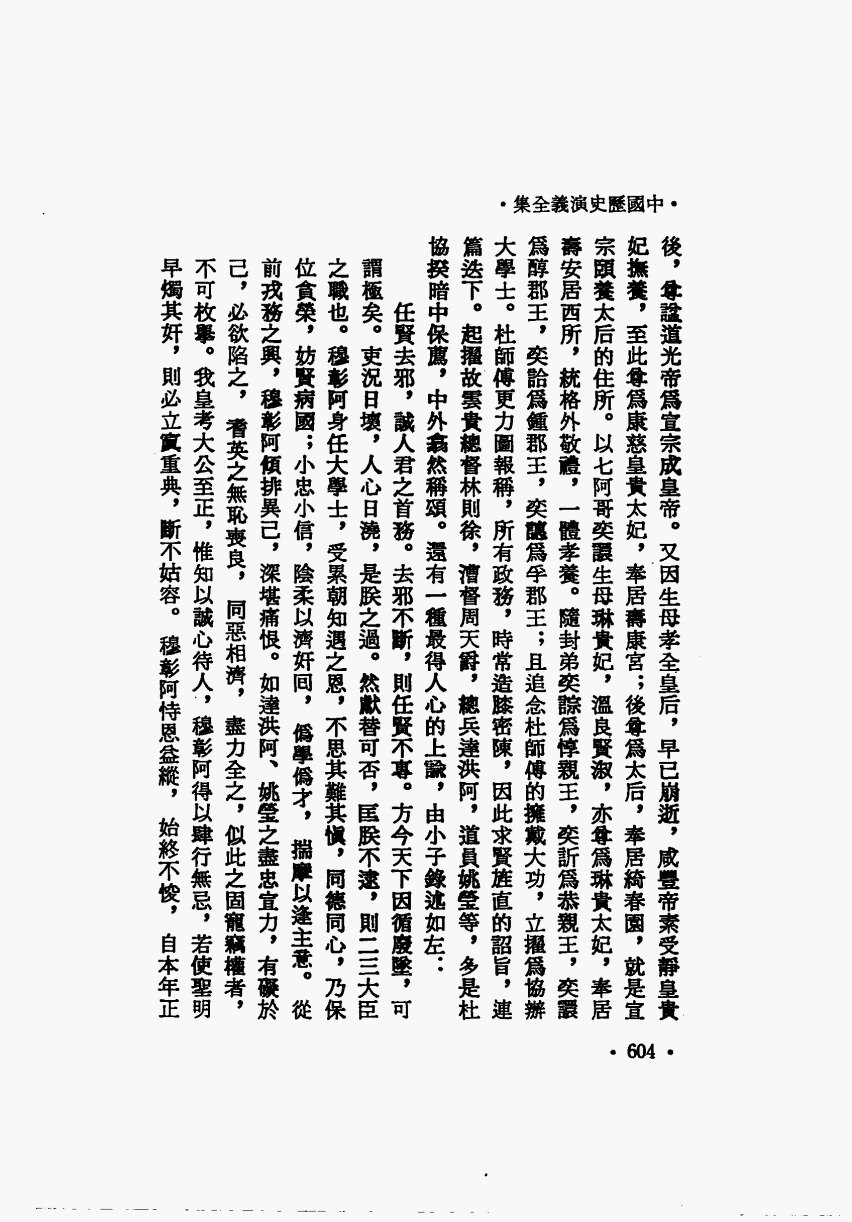 ・中國歷史演義全集・
後，尊諡道光帝爲宣宗成皇帝。又因生母孝全皇后，早已崩逝，咸豐帝素受靜皇貴
妃撫養，至此尊爲康慈皇貴太妃，奉居壽康宮；後尊爲太后，奉居綺春園，就是宣
宗頤養太后的住所。以七阿哥奕譞生母琳貴妃，溫良賢淑，亦尊爲琳貴太妃，奉居
壽安居西所，統格外敬禮，一體孝養。隨封弟奕誴爲惇親王，奕訢爲恭親王，奕譞
爲醇郡王，奕詥爲鍾郡王，奕譓爲孚郡王；且追念杜師傅的擁戴大功，立擢爲協辦
大學士。杜師傅更力圖報稱，所有政務，時常造膝密陳，因此求賢旌直的詔旨，連
篇迭下。起擢故雲貴總督林則徐，漕督周天爵，總兵達洪阿，道員姚瑩等，多是杜
協揆暗中保薦，中外翕然稱頌。還有一種最得人心的上諭，由小子錄述如左：
任賢去邪，誠人君之首務。去邪不斷，則任賢不專。方今天下因循廢墜，可
謂極矣。吏況日壞，人心日澆，是朕之過。然獻替可否，匡朕不逮，則二三大臣
之職也。穆彰阿身任大學士，受累朝知遇之恩，不思其難其愼，同德同心，乃保
位貪榮，妨賢病國；小忠小信，陰柔以濟奸回，僞學僞才，揣摩以逢主意。從
前戎務之興，穆彰阿傾排異己，深堪痛恨。如達洪阿、姚瑩之盡忠宣力，有礙於
己，必欲陷之，耆英之無恥喪良，同惡相濟，盡力全之，似此之固寵竊權者，
不可枚舉。我皇考大公至正，惟知以誠心待人，穆彰阿得以肆行無忌，若使聖明
早燭其奸，則必立寘重典，斷不姑容。穆彰阿恃恩益縱，始終不悛，自本年正
・604・